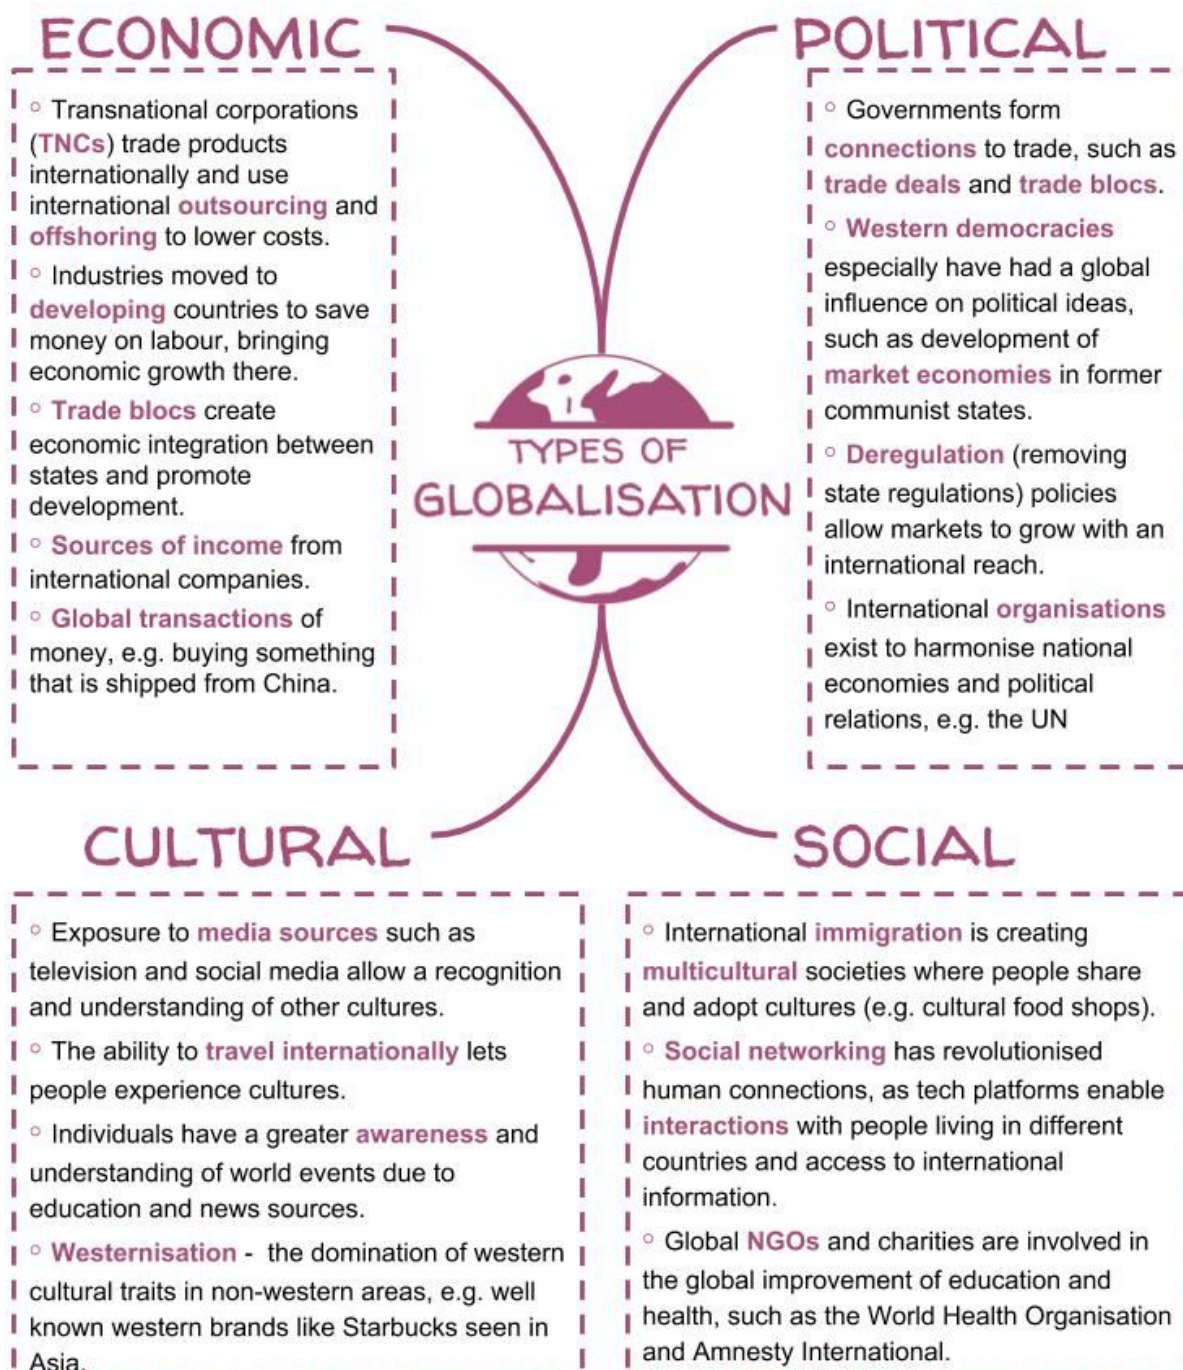 ECONOMIC
◦ Transnational corporations
(TNCs) trade products
internationally and use
international outsourcing and
offshoring to lower costs.
◦ Industries moved to
developing countries to save
money on labour, bringing
economic growth there.
◦ Trade blocs create
economic integration between
states and promote
development.
◦ Sources of income from
international companies.
◦ Global transactions of
money, e.g. buying something
that is shipped from China.
POLITICAL
◦ Governments form
connections to trade, such as
trade deals and trade blocs.
◦ Western democracies
especially have had a global
influence on political ideas,
such as development of
market economies in former
communist states.
◦ Deregulation (removing
state regulations) policies
allow markets to grow with an
international reach.
◦ International organisations
exist to harmonise national
economies and political
relations, e.g. the UN
TYPES OF
GLOBALISATION
CULTURAL
◦ Exposure to media sources such as
television and social media allow a recognition
and understanding of other cultures.
◦ The ability to travel internationally lets
people experience cultures.
◦ Individuals have a greater awareness and
understanding of world events due to
education and news sources.
◦ Westernisation - the domination of western
cultural traits in non-western areas, e.g. well
known western brands like Starbucks seen in
Asia.
SOCIAL
◦ International immigration is creating
multicultural societies where people share
and adopt cultures (e.g. cultural food shops).
◦ Social networking has revolutionised
human connections, as tech platforms enable
interactions with people living in different
countries and access to international
information.
◦ Global NGOs and charities are involved in
the global improvement of education and
health, such as the World Health Organisation
and Amnesty International.